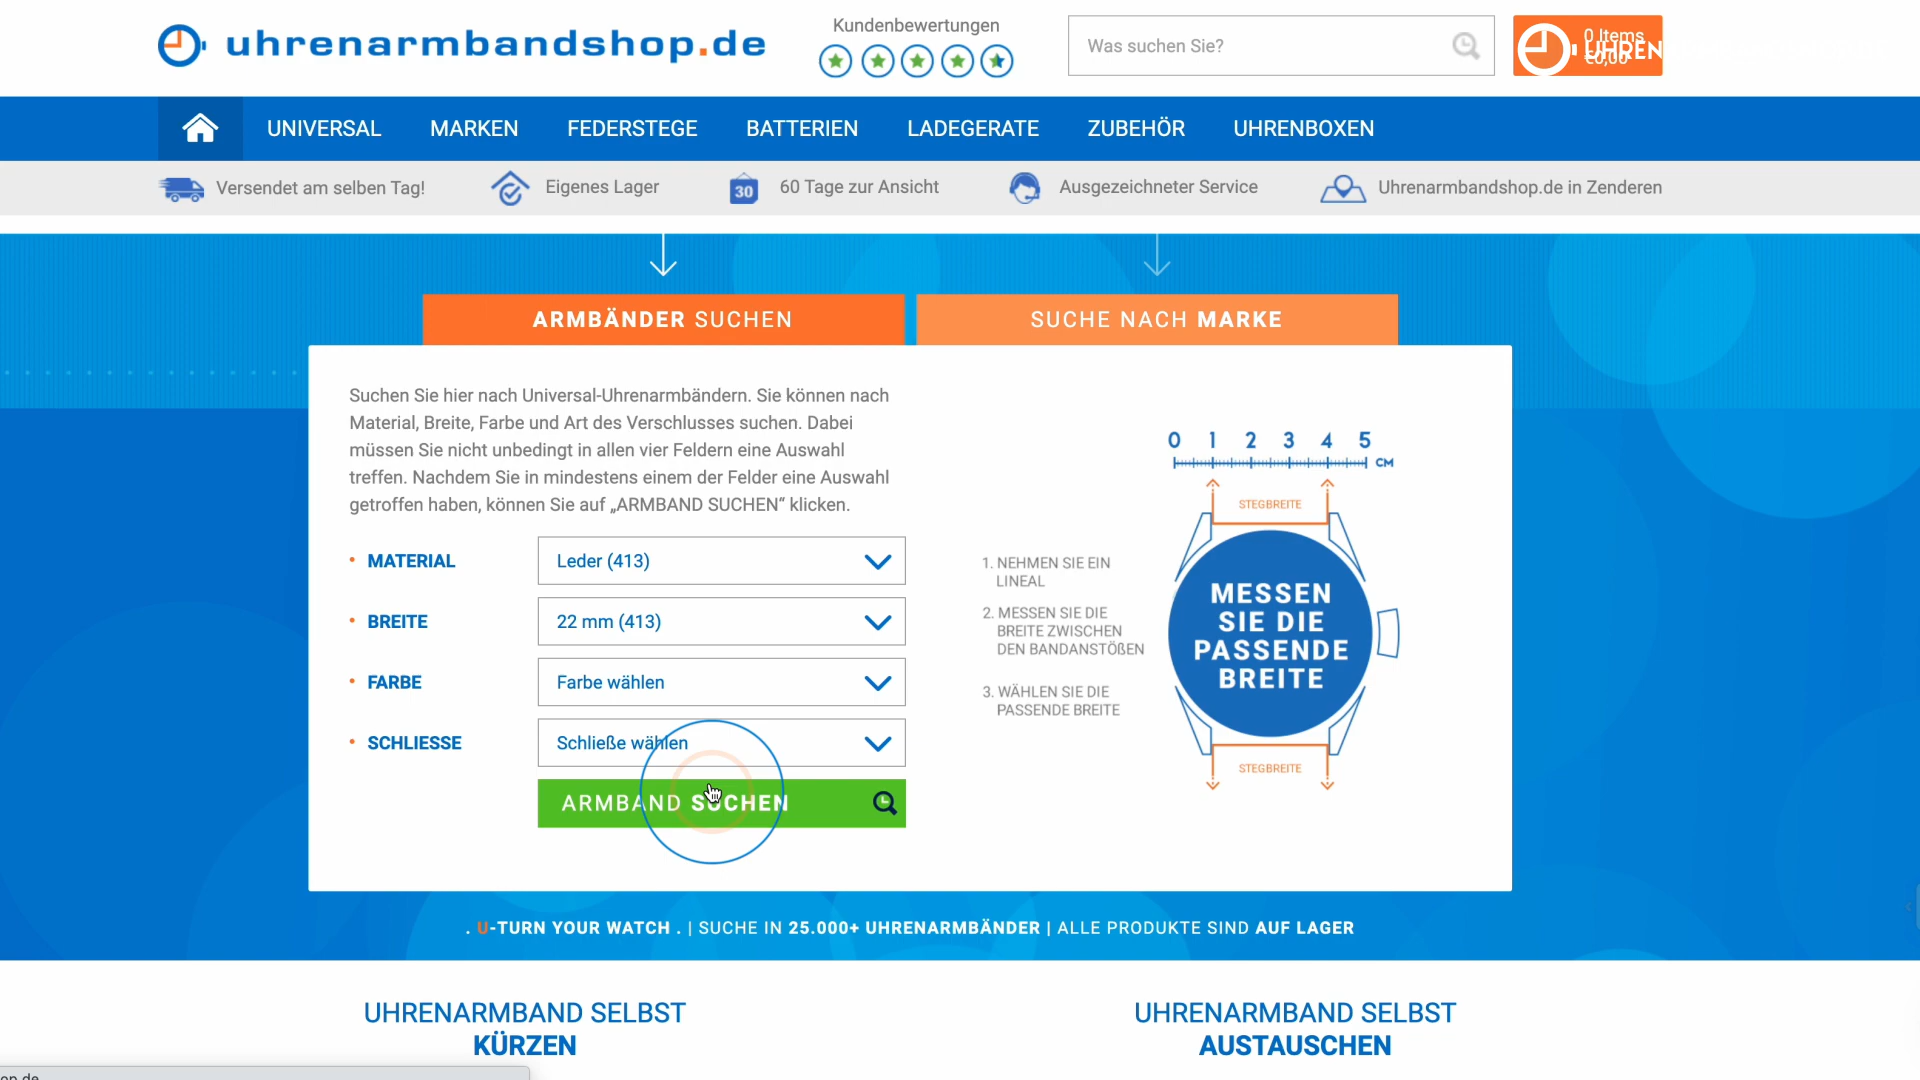 uhrenarmbandshop.de
Kundenbewertungen
Was suchen Sie?
0 Items
€0,00
UHREN
UNIVERSAL MARKEN FEDERSTEGE BATTERIEN LADEGERATE ZUBEHÖR UHRENBOXEN
Versendet am selben Tag! Eigenes Lager 30 60 Tage zur Ansicht Ausgezeichneter Service Uhrenarmbandshop.de in Zenderen
ARMBÄNDER SUCHEN
SUCHE NACH MARKE
Suchen Sie hier nach Universal-Uhrenarmbändern. Sie können nach
Material, Breite, Farbe und Art des Verschlusses suchen. Dabei
müssen Sie nicht unbedingt in allen vier Feldern eine Auswahl
treffen. Nachdem Sie in mindestens einem der Felder eine Auswahl
getroffen haben, können Sie auf „ARMBAND SUCHEN“ klicken.
• MATERIAL Leder (413)
• BREITE 22 mm (413)
• FARBE Farbe wählen
• SCHLIESSE Schließe wählen
ARMBAND SUCHEN
0 1 2 3 4 5
CM
STEGBREITE
1. NEHMEN SIE EIN
LINEAL
2. MESSEN SIE DIE
BREITE ZWISCHEN
DEN BANDANSTÖßEN
3. WÄHLEN SIE DIE
PASSENDE BREITE
MESSEN
SIE DIE
PASSENDE
BREITE
STEGBREITE
. U-TURN YOUR WATCH . | SUCHE IN 25.000+ UHRENARMBÄNDER | ALLE PRODUKTE SIND AUF LAGER
UHRENARMBAND SELBST
KÜRZEN
UHRENARMBAND SELBST
AUSTAUSCHEN